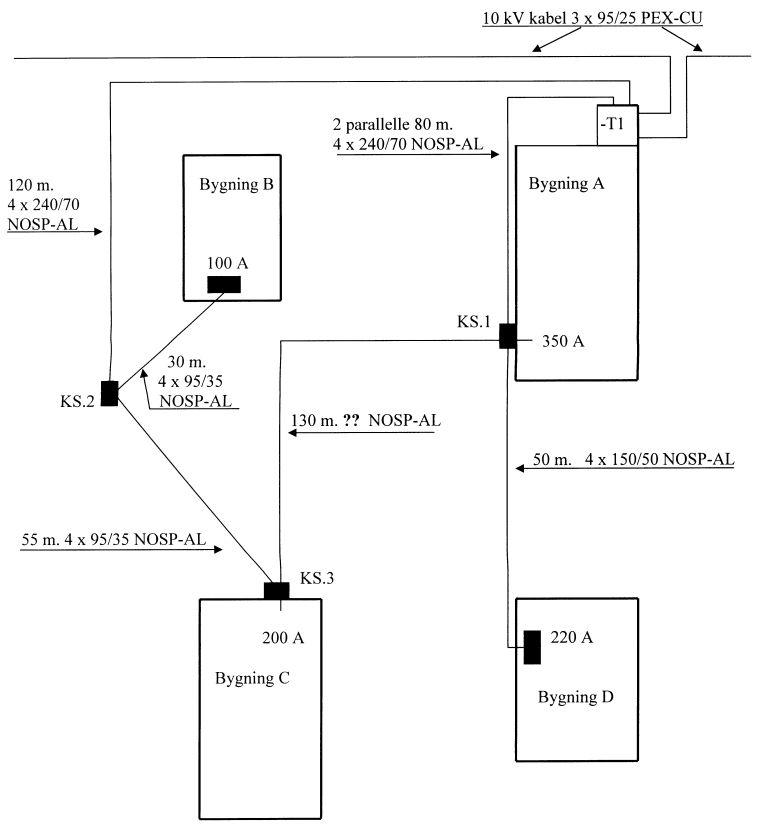 10 kV kabel 3 x 95/25 PEX-CU
2 parallelle 80 m.
4 x 240/70 NOSP-AL
-T1
Bygning A
Bygning B
120 m.
4 x 240/70
NOSP-AL
100 A
KS.1
350 A
30 m.
4 x 95/35
NOSP-AL
KS.2
130 m. ?? NOSP-AL
50 m. 4 x 150/50 NOSP-AL
55 m. 4 x 95/35 NOSP-AL
KS.3
200 A
220 A
Bygning C
Bygning D